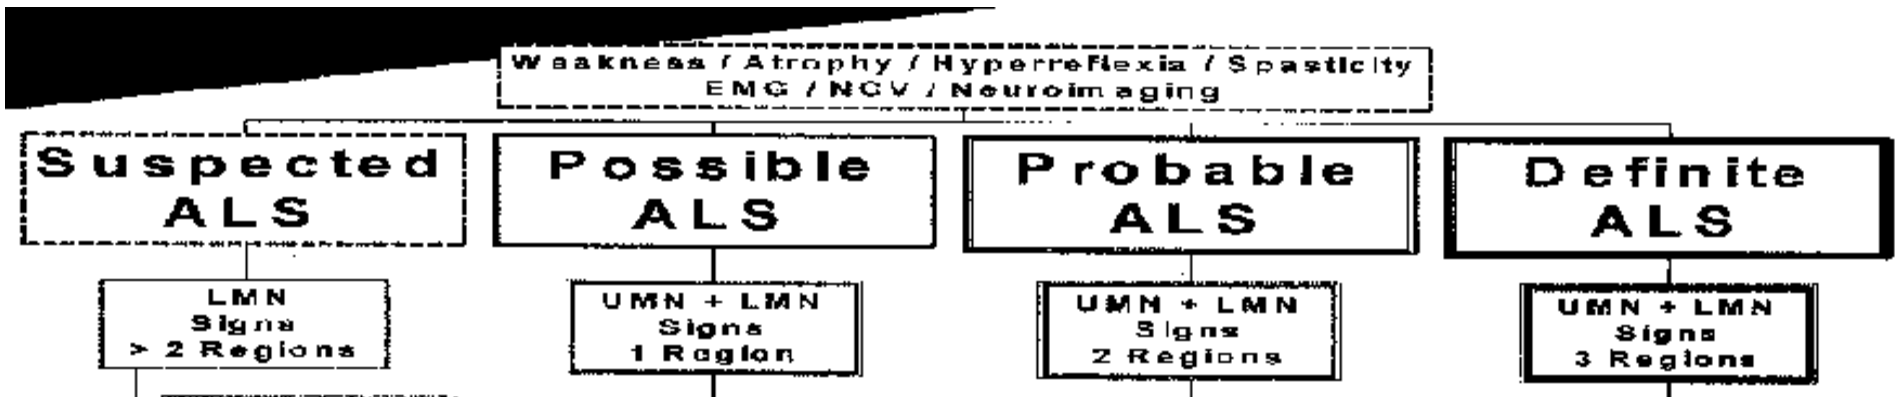 Weakness / Atrophy / Hyperreflexia / Spasticity
EMG / NCV / Neuroimaging
Suspected
ALS
Possible
ALS
Probable
ALS
Definite
ALS
LMN
Signs
> 2 Regions
UMN + LMN
Signs
1 Region
UMN + LMN
Signs
2 Regions
UMN + LMN
Signs
3 Regions